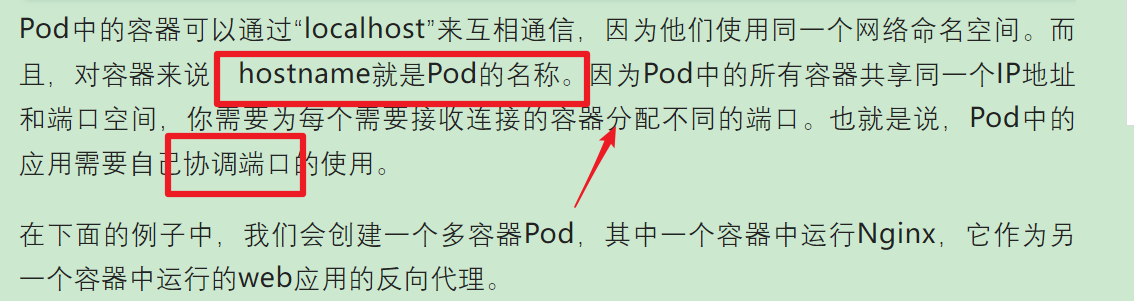 Pod中的容器可以通过“localhost”来互相通信，因为他们使用同一个网络命名空间。而
且，对容器来说，hostname就是Pod的名称。因为Pod中的所有容器共享同一个IP地址
和端口空间，你需要为每个需要接收连接的容器分配不同的端口。也就是说，Pod中的
应用需要自己协调端口的使用。
在下面的例子中，我们会创建一个多容器Pod，其中一个容器中运行Nginx，它作为另
一个容器中运行的web应用的反向代理。